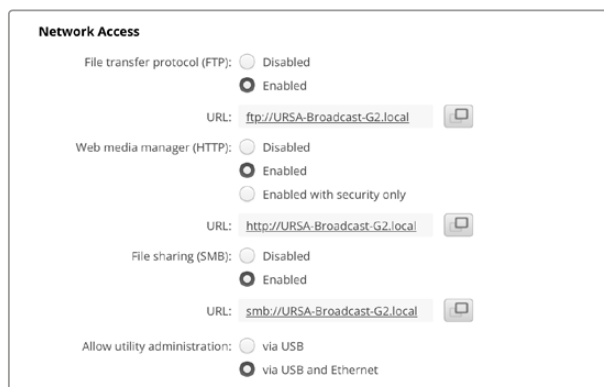 Network Access
File transfer protocol (FTP): Disabled
Enabled
URL: ftp://URSA-Broadcast-G2.local
Web media manager (HTTP): Disabled
Enabled
Enabled with security only
URL: http://URSA-Broadcast-G2.local
File sharing (SMB): Disabled
Enabled
URL: smb://URSA-Broadcast-G2.local
Allow utility administration: via USB
via USB and Ethernet